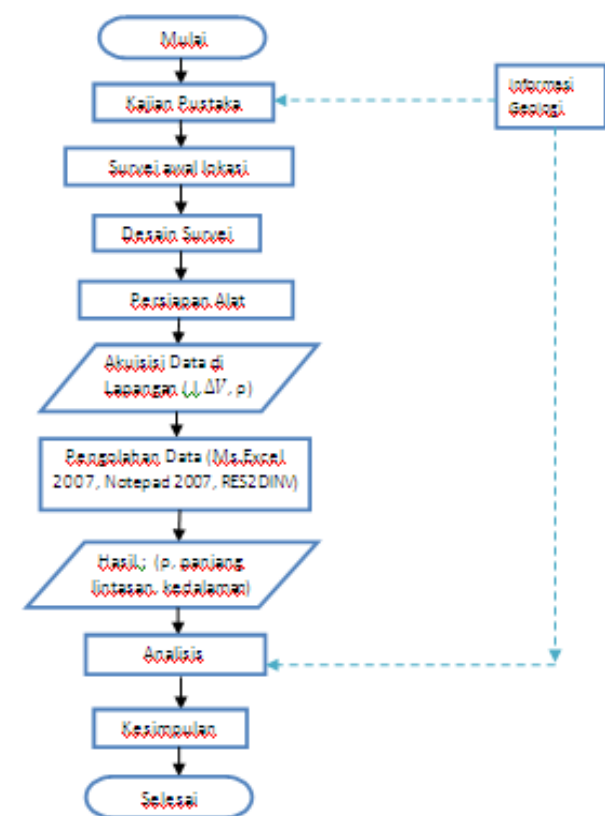 Mulai
Kajian Pustaka
Informasi
Geologi
Survei awal lokasi
Desain Survei
Persiapan Alat
Akuisisi Data di
Lapangan (,I, ΔV, ρ)
Pengolahan Data (Ms.Excel
2007, Notepad 2007, RES2DINV)
Hasil.; (ρ, panjang
lintasan, kedalaman)
Analisis
Kesimpulan
Selesai